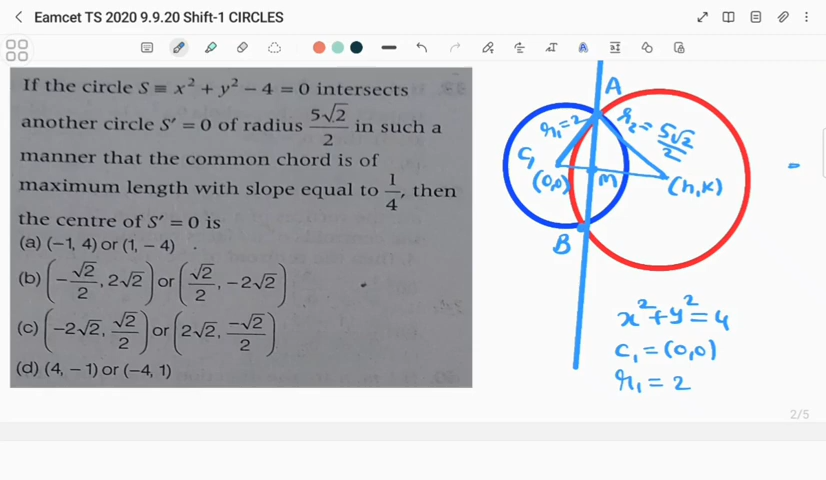 Eamcet TS 2020 9.9.20 Shift-1 CIRCLES
If the circle S ≡ x² + y² − 4 = 0 intersects
another circle S′ = 0 of radius 5√2/2 in such a
manner that the common chord is of
maximum length with slope equal to 1/4, then
the centre of S′ = 0 is
(a) (−1, 4) or (1, − 4)
(b) (−√2/2, 2√2) or (√2/2, −2√2)
(c) (−2√2, √2/2) or (2√2, −√2/2)
(d) (4, − 1) or (−4, 1)
A
r₁=2
r₂=5√2/2
C₁
(0,0)
M
(h,k)
B
x²+y²=4
C₁=(0,0)
r₁=2
2/5